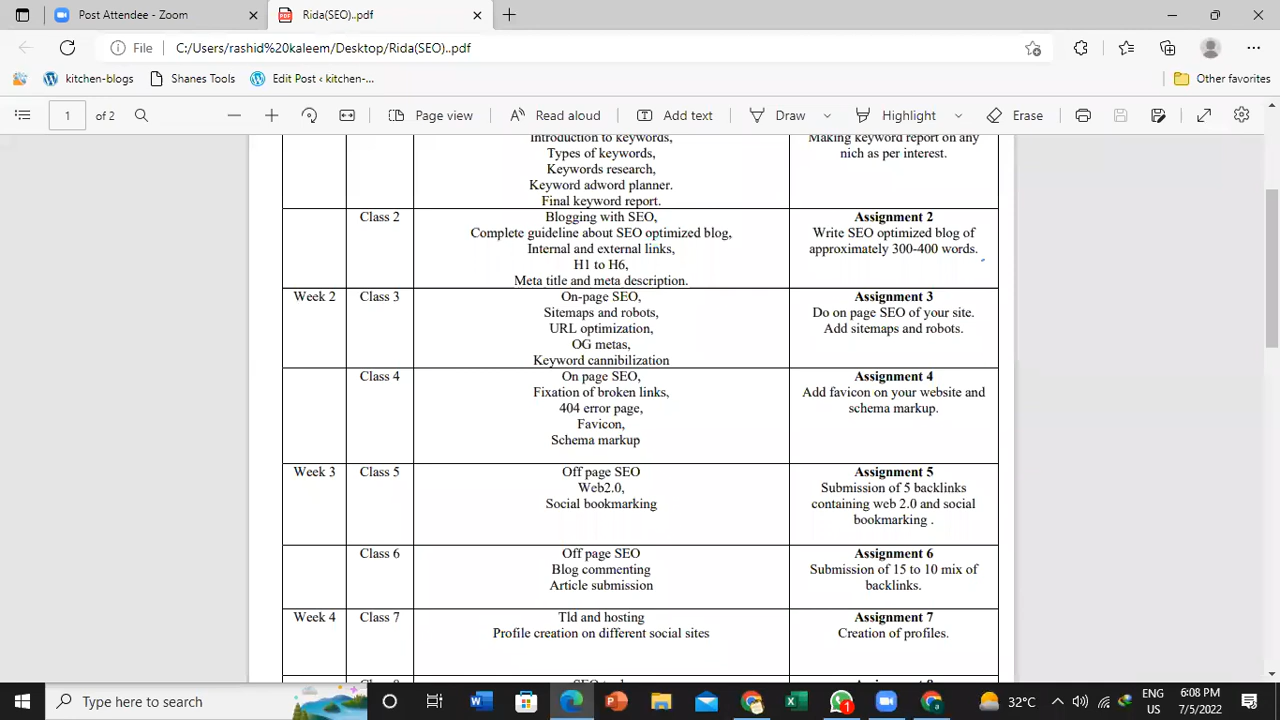 Post Attendee - Zoom
Rida(SEO)..pdf
File
C:/Users/rashid%20kaleem/Desktop/Rida(SEO)..pdf
kitchen-blogs
Shanes Tools
Edit Post ‹ kitchen-...
Other favorites
1 of 2
Page view
Read aloud
Add text
Draw
Highlight
Erase
Introduction to keywords,
Types of keywords,
Keywords research,
Keyword adword planner.
Final keyword report.
Making keyword report on any
nich as per interest.
Class 2
Blogging with SEO,
Complete guideline about SEO optimized blog,
Internal and external links,
H1 to H6,
Meta title and meta description.
Assignment 2
Write SEO optimized blog of
approximately 300-400 words.
Week 2
Class 3
On-page SEO,
Sitemaps and robots,
URL optimization,
OG metas,
Keyword cannibilization
Assignment 3
Do on page SEO of your site.
Add sitemaps and robots.
Class 4
On page SEO,
Fixation of broken links,
404 error page,
Favicon,
Schema markup
Assignment 4
Add favicon on your website and
schema markup.
Week 3
Class 5
Off page SEO
Web2.0,
Social bookmarking
Assignment 5
Submission of 5 backlinks
containing web 2.0 and social
bookmarking .
Class 6
Off page SEO
Blog commenting
Article submission
Assignment 6
Submission of 15 to 10 mix of
backlinks.
Week 4
Class 7
Tld and hosting
Profile creation on different social sites
Assignment 7
Creation of profiles.
Type here to search
1
32°C
ENG
US
6:08 PM
7/5/2022